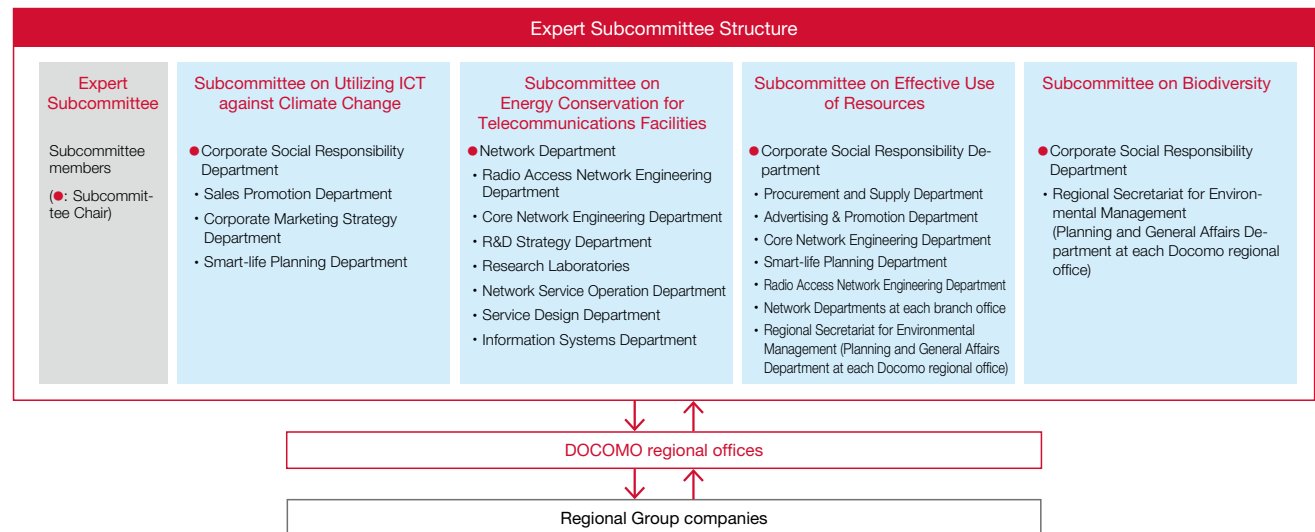 Expert Subcommittee Structure
Expert
Subcommittee
Subcommittee
members
(●: Subcommit-
tee Chair)
Subcommittee on Utilizing ICT
against Climate Change
●Corporate Social Responsibility
Department
・Sales Promotion Department
・Corporate Marketing Strategy
Department
・Smart-life Planning Department
Subcommittee on
Energy Conservation for
Telecommunications Facilities
●Network Department
・Radio Access Network Engineering
Department
・Core Network Engineering Department
・R&D Strategy Department
・Research Laboratories
・Network Service Operation Department
・Service Design Department
・Information Systems Department
Subcommittee on Effective Use
of Resources
●Corporate Social Responsibility De-
partment
・Procurement and Supply Department
・Advertising & Promotion Department
・Core Network Engineering Department
・Smart-life Planning Department
・Radio Access Network Engineering Department
・Network Departments at each branch office
・Regional Secretariat for Environmental
Management (Planning and General Affairs
Department at each Docomo regional office)
Subcommittee on Biodiversity
●Corporate Social Responsibility
Department
・Regional Secretariat for Environ-
mental Management
(Planning and General Affairs De-
partment at each Docomo regional
office)
DOCOMO regional offices
Regional Group companies